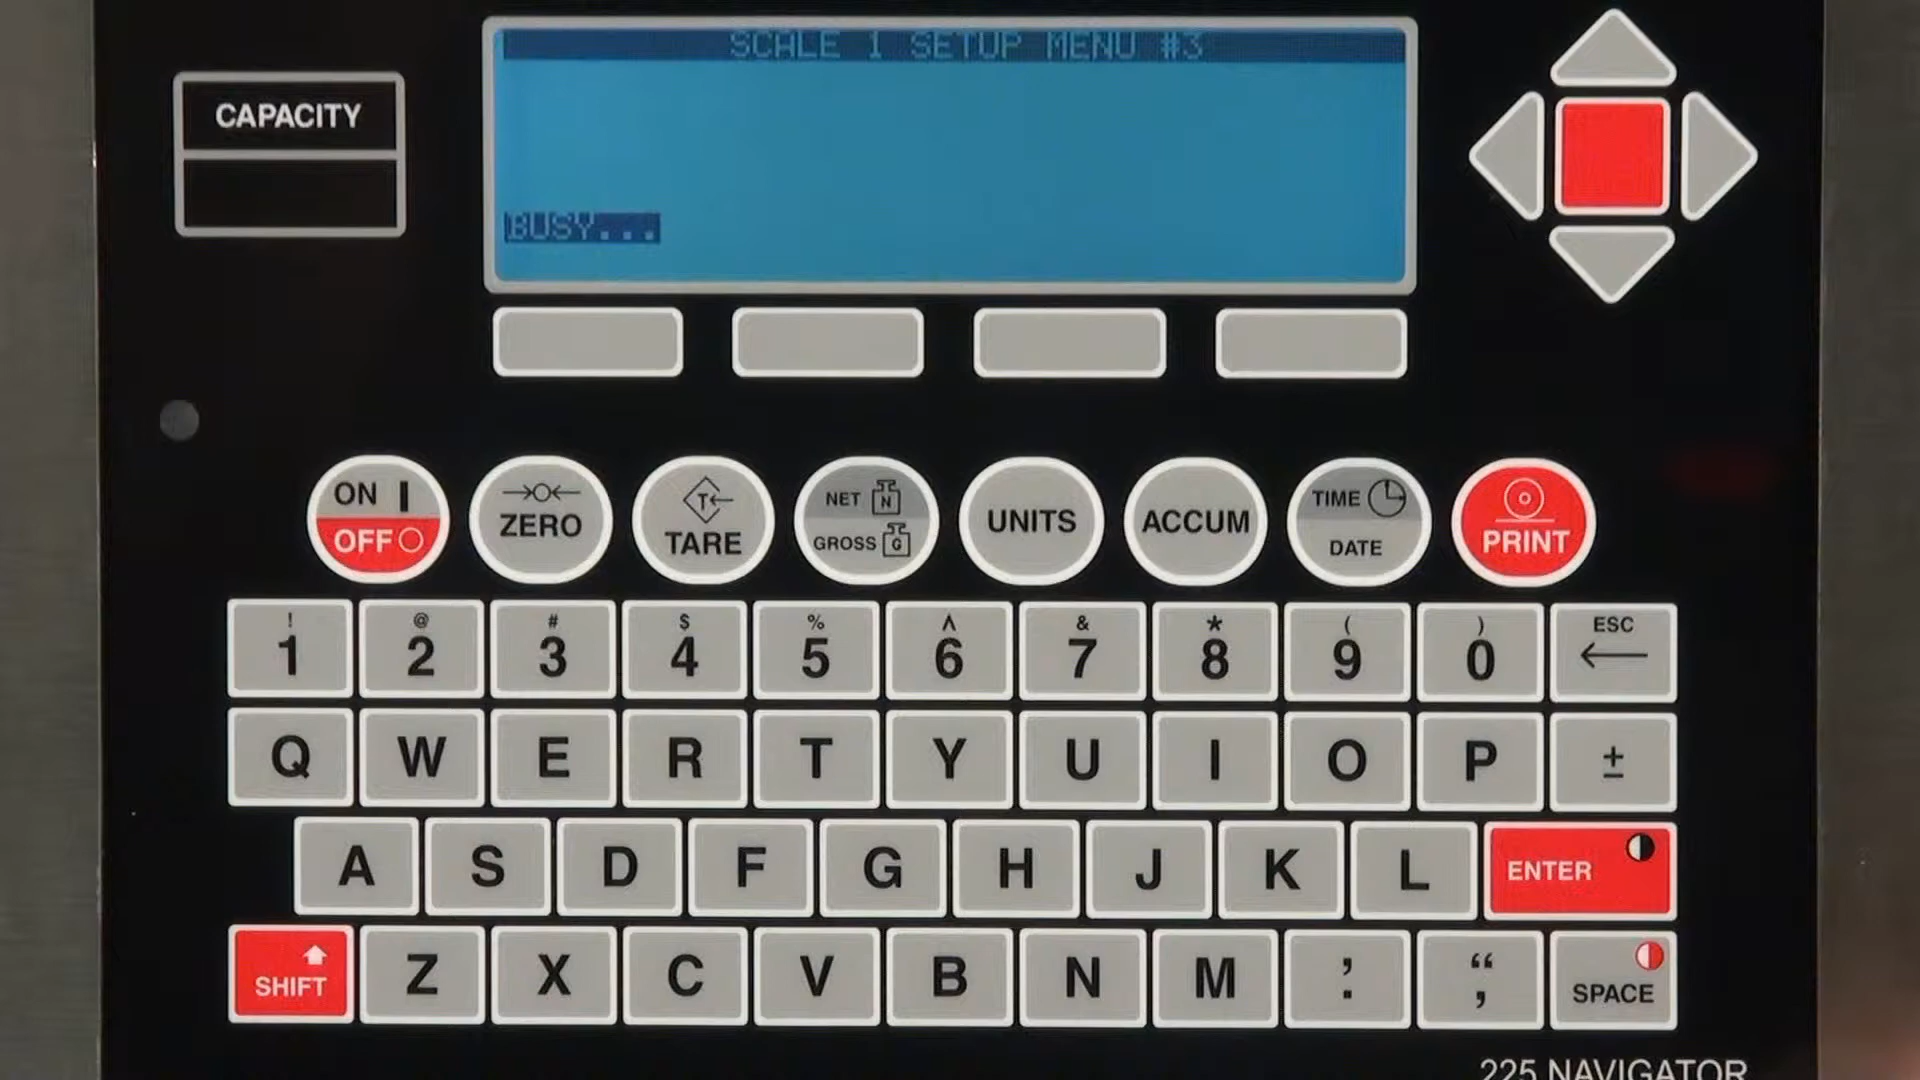 SCALE 1 SETUP MENU #3
CAPACITY
BUSY...
ON I OFF O
ZERO
T TARE
NET N GROSS G
UNITS
ACCUM
TIME DATE
PRINT
! 1 @ 2 # 3 $ 4 % 5 ^ 6 & 7 * 8 ( 9 ) 0 ESC ←
Q W E R T Y U I O P ±
A S D F G H J K L ENTER
SHIFT Z X C V B N M ' . “ , SPACE
225 NAVIGATOR